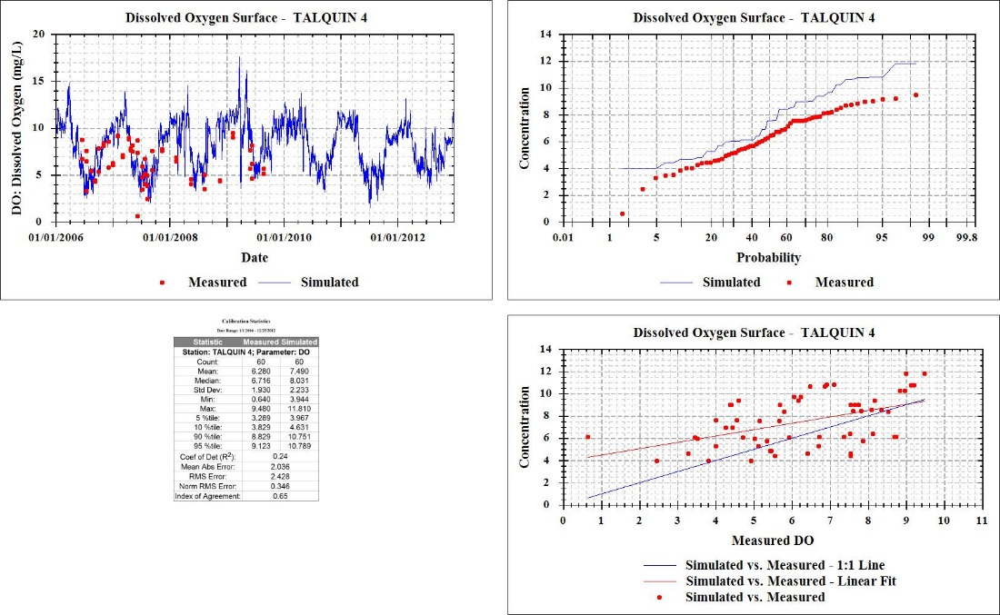 Dissolved Oxygen Surface - TALQUIN 4
DO: Dissolved Oxygen (mg/L)
20
15
10
5
0
01/01/2006 01/01/2008 01/01/2010 01/01/2012
Date
Measured Simulated
Dissolved Oxygen Surface - TALQUIN 4
Concentration
14
12
10
8
6
4
2
0
0.01 1 5 20 40 60 80 95 99 99.8
Probability
Simulated Measured
Calibration Statistics
Statistic Measured Simulated
Station: TALQUIN 4; Parameter: DO
Count: 60 60
Mean: 6.280 7.490
Median: 6.716 8.031
Std Dev: 1.930 2.233
Min: 0.640 3.944
Max: 9.480 11.810
5 %tile: 3.289 3.967
10 %tile: 3.829 4.631
90 %tile: 8.829 10.751
95 %tile: 9.123 10.789
Coef of Det (R²): 0.24
Mean Abs Error: 2.036
RMS Error: 2.428
Norm RMS Error: 0.346
Index of Agreement: 0.65
Dissolved Oxygen Surface - TALQUIN 4
Concentration
14
12
10
8
6
4
2
0
0 1 2 3 4 5 6 7 8 9 10 11
Measured DO
Simulated vs. Measured - 1:1 Line
Simulated vs. Measured - Linear Fit
Simulated vs. Measured